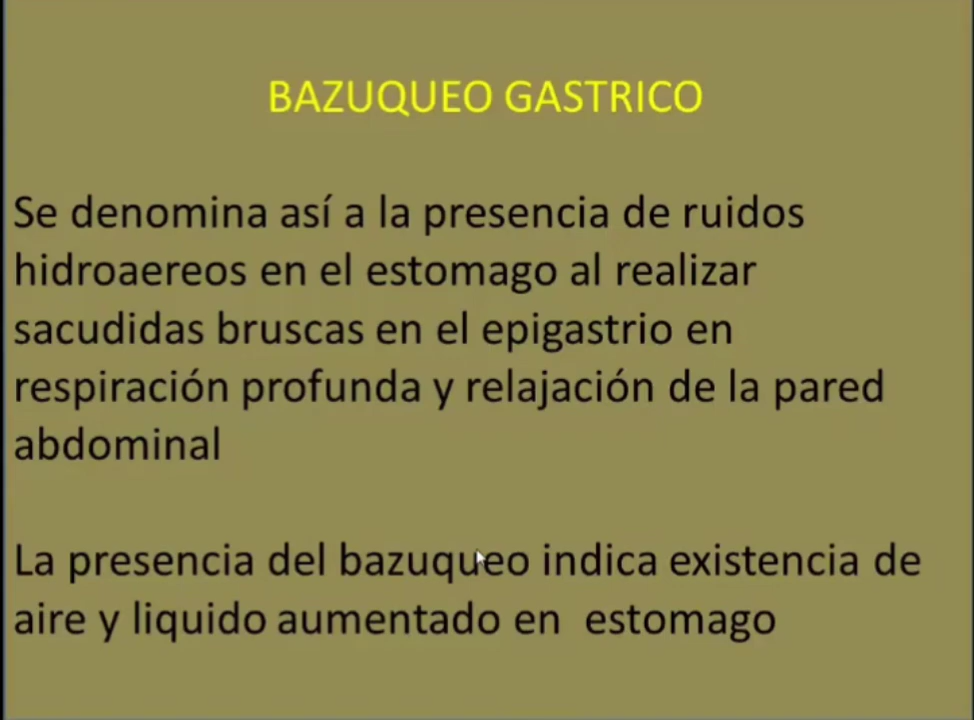 BAZUQUEO GASTRICO
Se denomina así a la presencia de ruidos
hidroaereos en el estomago al realizar
sacudidas bruscas en el epigastrio en
respiración profunda y relajación de la pared
abdominal
La presencia del bazuqueo indica existencia de
aire y liquido aumentado en estomago